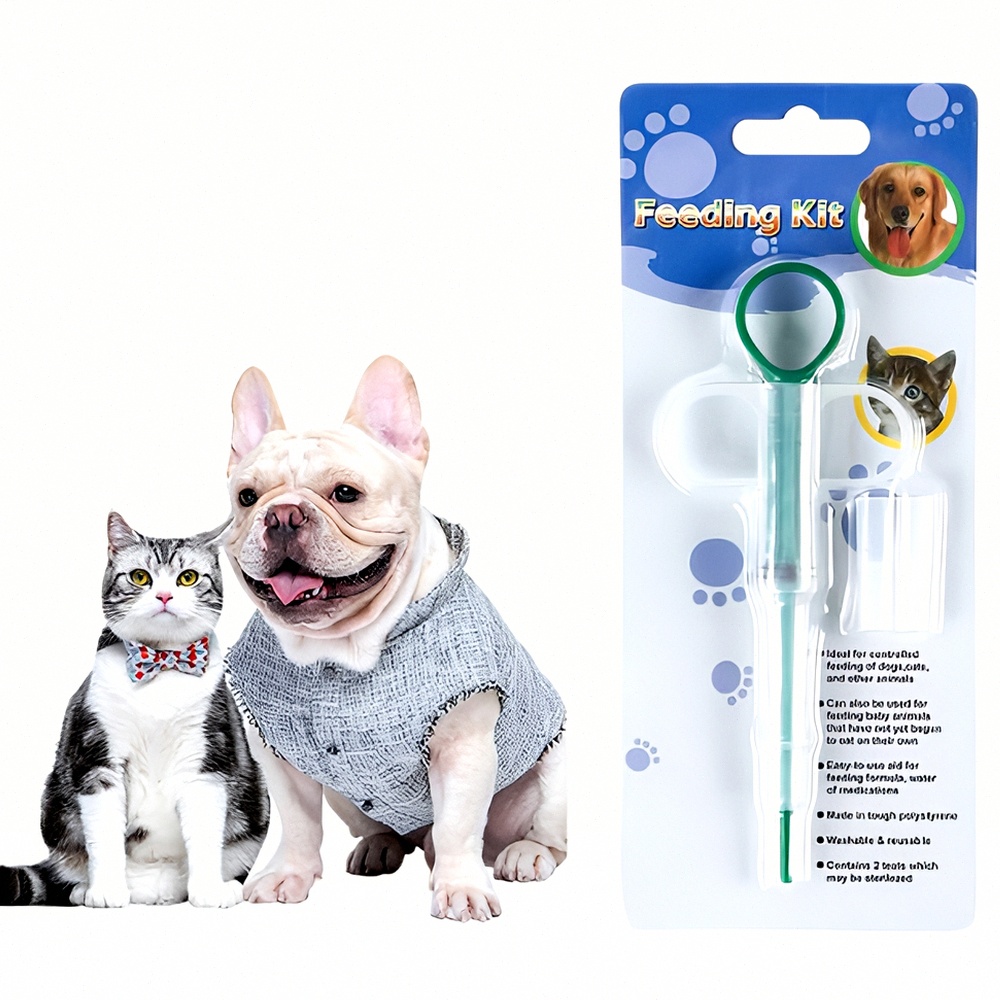 Feeding Kit
Ideal for controlled
feeding of dogs,cats,
and other animals
Can also be used for
feeding baby animals
that have not yet begun
to eat on their own
Easy-to use aid for
feeding formula, water
of medications
Made in tough polystyrene
Washable & reusable
Contains 2 teats which
may be sterilized